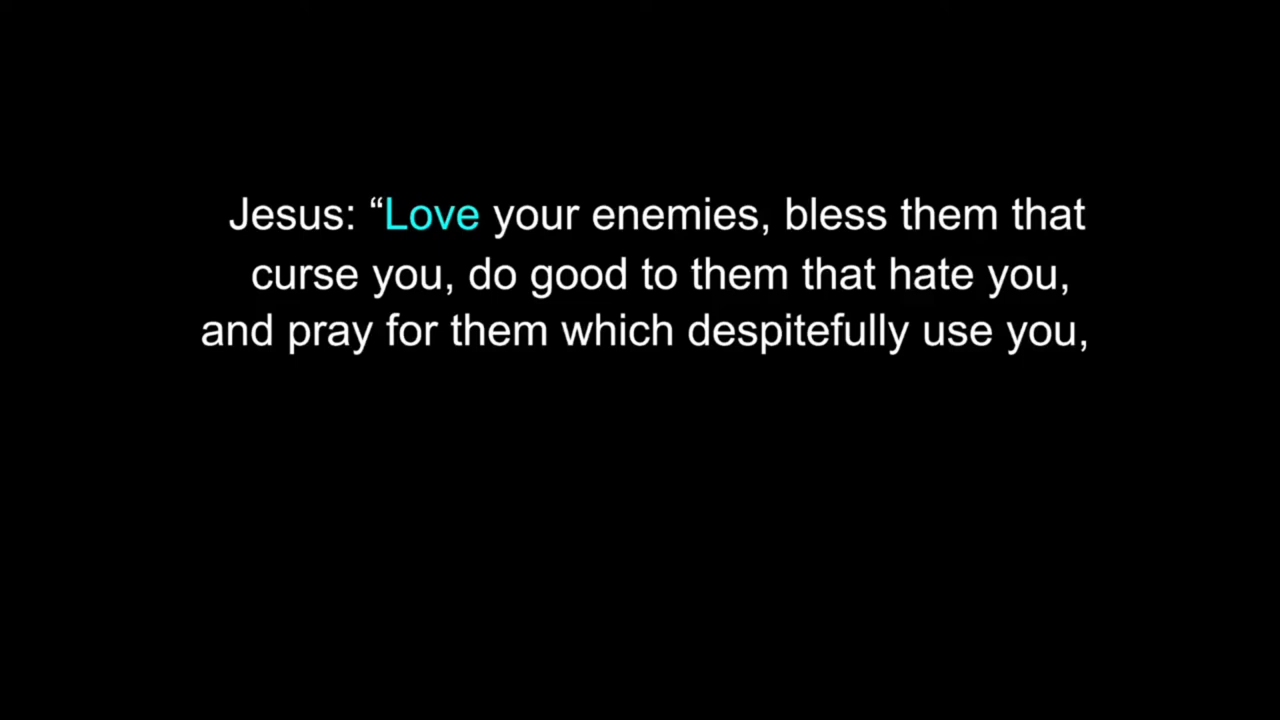 Jesus: “Love your enemies, bless them that
curse you, do good to them that hate you,
and pray for them which despitefully use you,